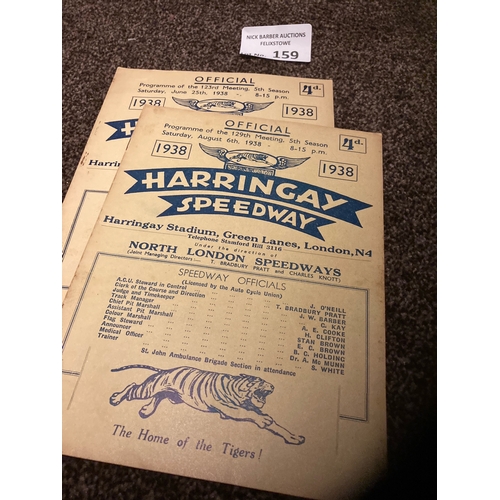 NICK BARBER AUCTIONS
FELIXSTOWE
159
OFFICIAL
4d.
Programme of the 123rd Meeting, 5th Season
Saturday, June 25th, 1938 8-15 p.m.
1938
1938
OFFICIAL
4d.
Programme of the 129th Meeting, 5th Season
Saturday, August 6th, 1938 8-15 p.m.
1938
1938
HARRINGAY
SPEEDWAY
Harringay Stadium, Green Lanes, London, N4
Telephone Stamford Hill 3116
Under the direction of
NORTH LONDON SPEEDWAYS
(Joint Managing Directors — T. BRADBURY PRATT and CHARLES KNOTT)
SPEEDWAY OFFICIALS
(Licensed by the Auto Cycle Union)
A.C.U. Steward in Control ... J. O'NEILL
Clerk of the Course and Direction ... T. BRADBURY PRATT
Judge and Timekeeper ... J. W. BARBER
Track Manager ... C. KAY
Chief Pit Marshall ... A. E. COOKE
Assistant Pit Marshall ... H. CLIFTON
Colour Marshall ... STAN BROWN
Flag Steward ... E. C. BROWN
Announcer ... B. C. HOLDING
Medical Officer ... Dr. A. Mc MUNN
Trainer ... S. WHITE
St. John Ambulance Brigade Section in attendance
The Home of the Tigers!